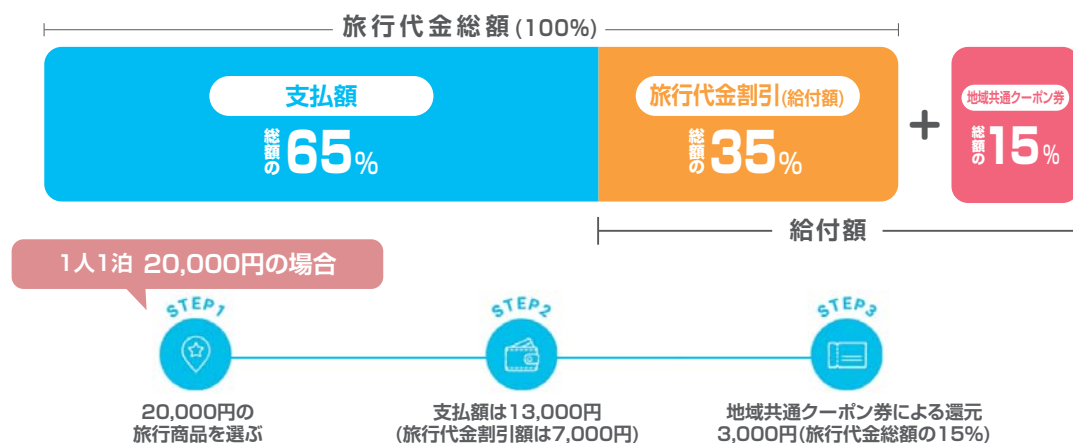 旅行代金総額(100%)
支払額
総額の65%
旅行代金割引(給付額)
総額の35%
+
地域共通クーポン券
総額の15%
給付額
1人1泊 20,000円の場合
STEP1
20,000円の
旅行商品を選ぶ
STEP2
支払額は13,000円
(旅行代金割引額は7,000円)
STEP3
地域共通クーポン券による還元
3,000円(旅行代金総額の15%)